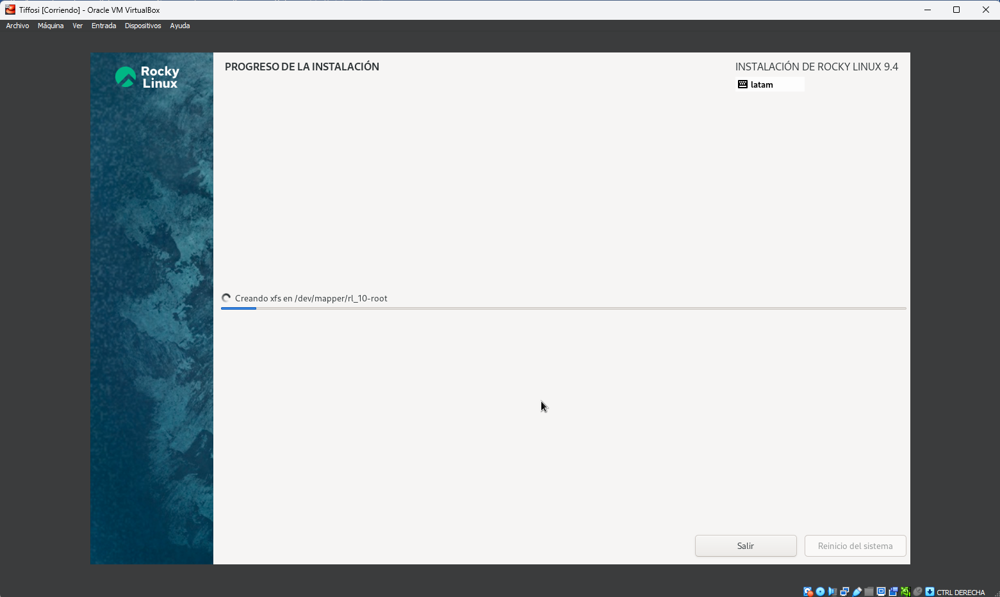 Tiffosi [Corriendo] - Oracle VM VirtualBox
Archivo Máquina Ver Entrada Dispositivos Ayuda
Rocky
Linux
PROGRESO DE LA INSTALACIÓN
INSTALACIÓN DE ROCKY LINUX 9.4
latam
Creando xfs en /dev/mapper/rl_10-root
Salir
Reinicio del sistema
CTRL DERECHA